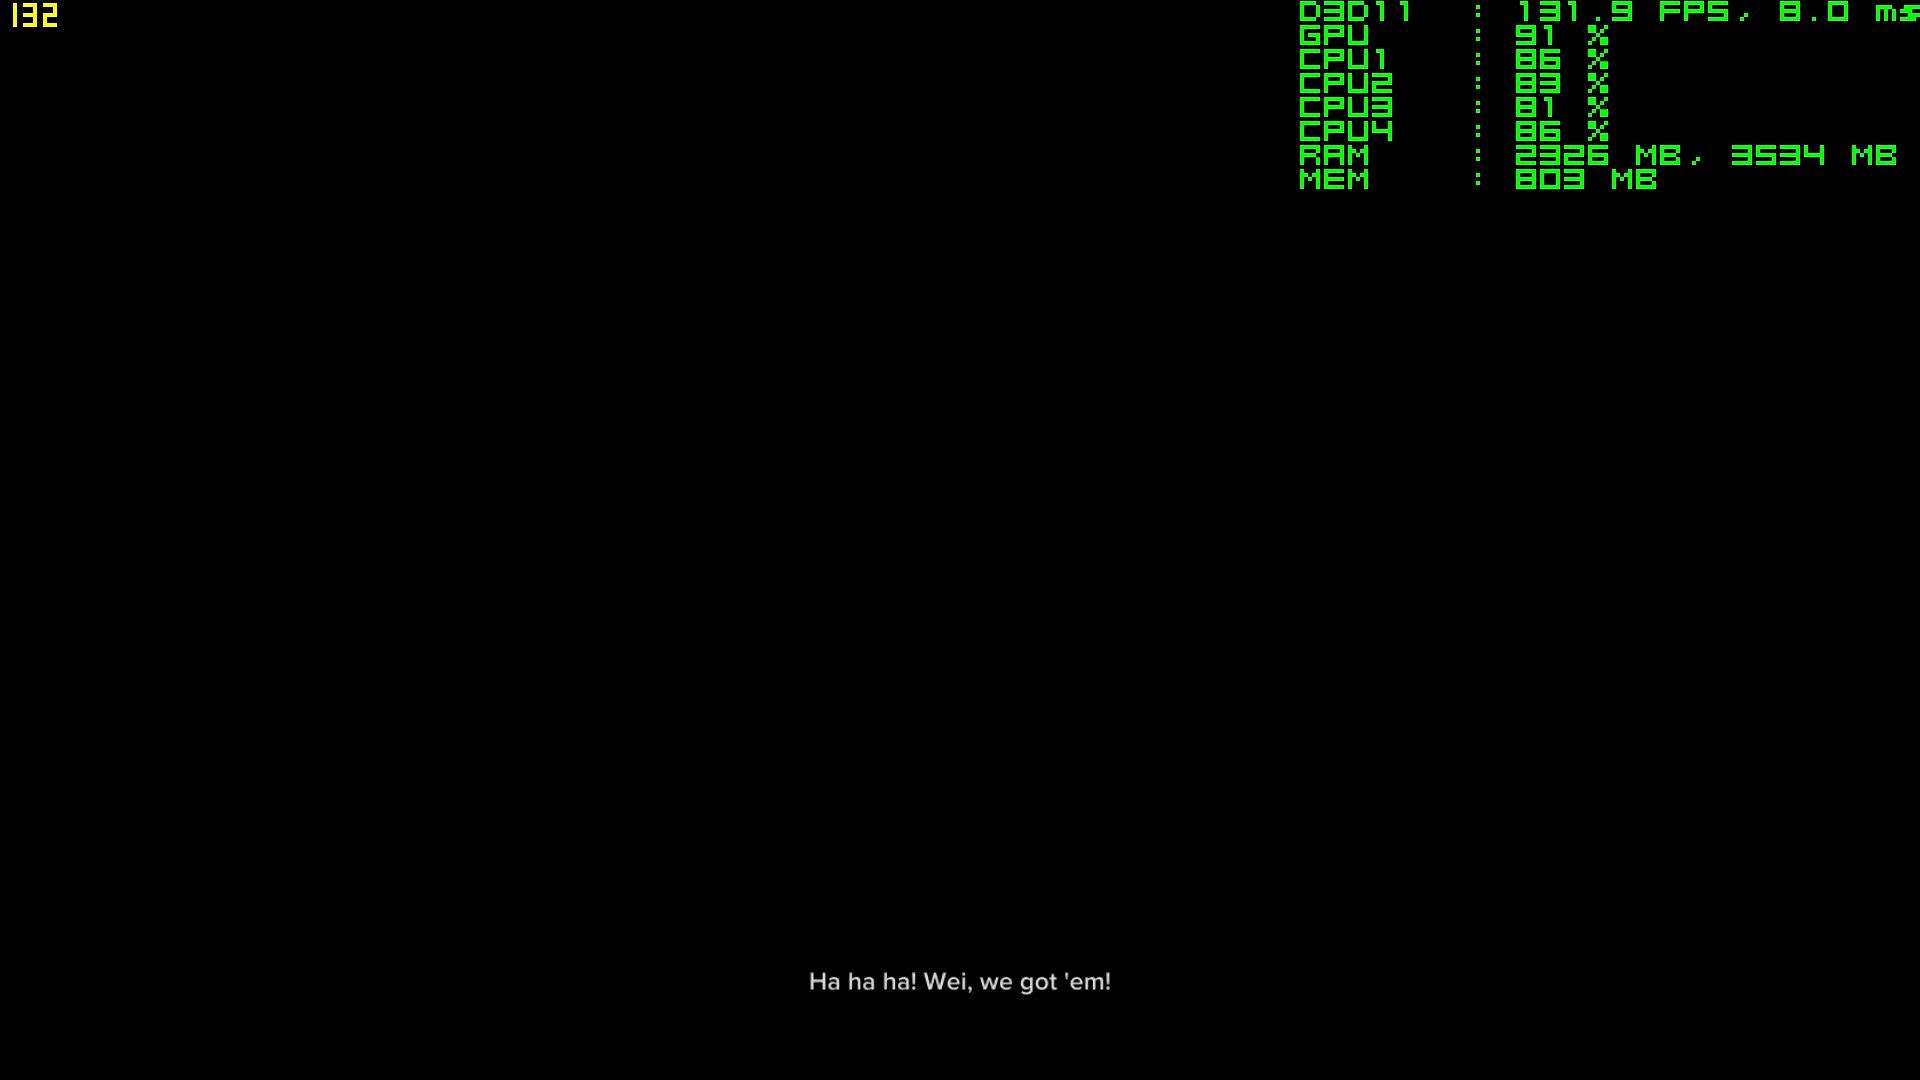 132
D3D11 : 131.9 FPS, 8.0 ms
GPU : 91 %
CPU1 : 86 %
CPU2 : 83 %
CPU3 : 81 %
CPU4 : 86 %
RAM : 2326 MB, 3534 MB
MEM : 803 MB
Ha ha ha! Wei, we got 'em!